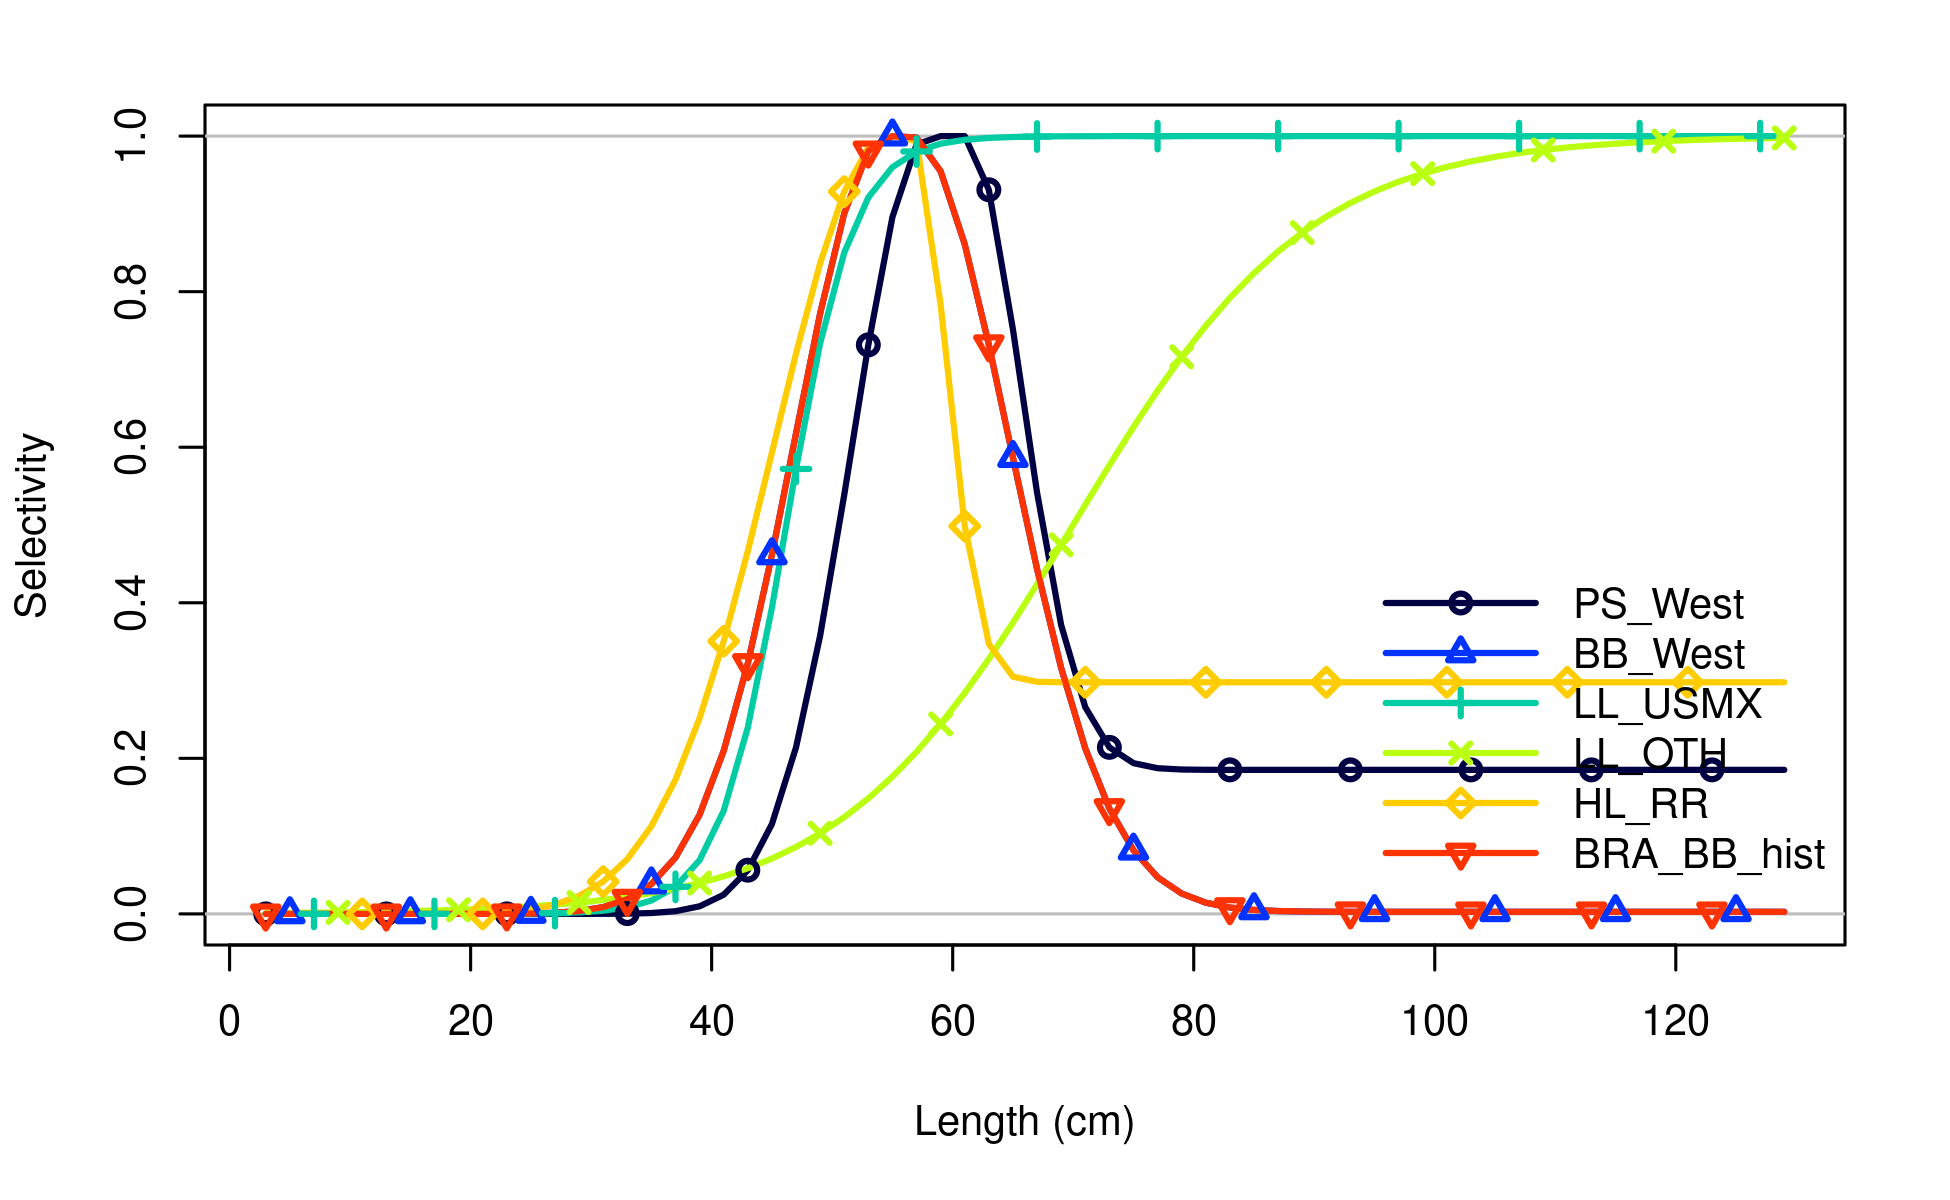 Selectivity
1.0
0.8
0.6
0.4
0.2
0.0
PS_West
BB_West
LL_USMX
LL_OTH
HL_RR
BRA_BB_hist
0 20 40 60 80 100 120
Length (cm)